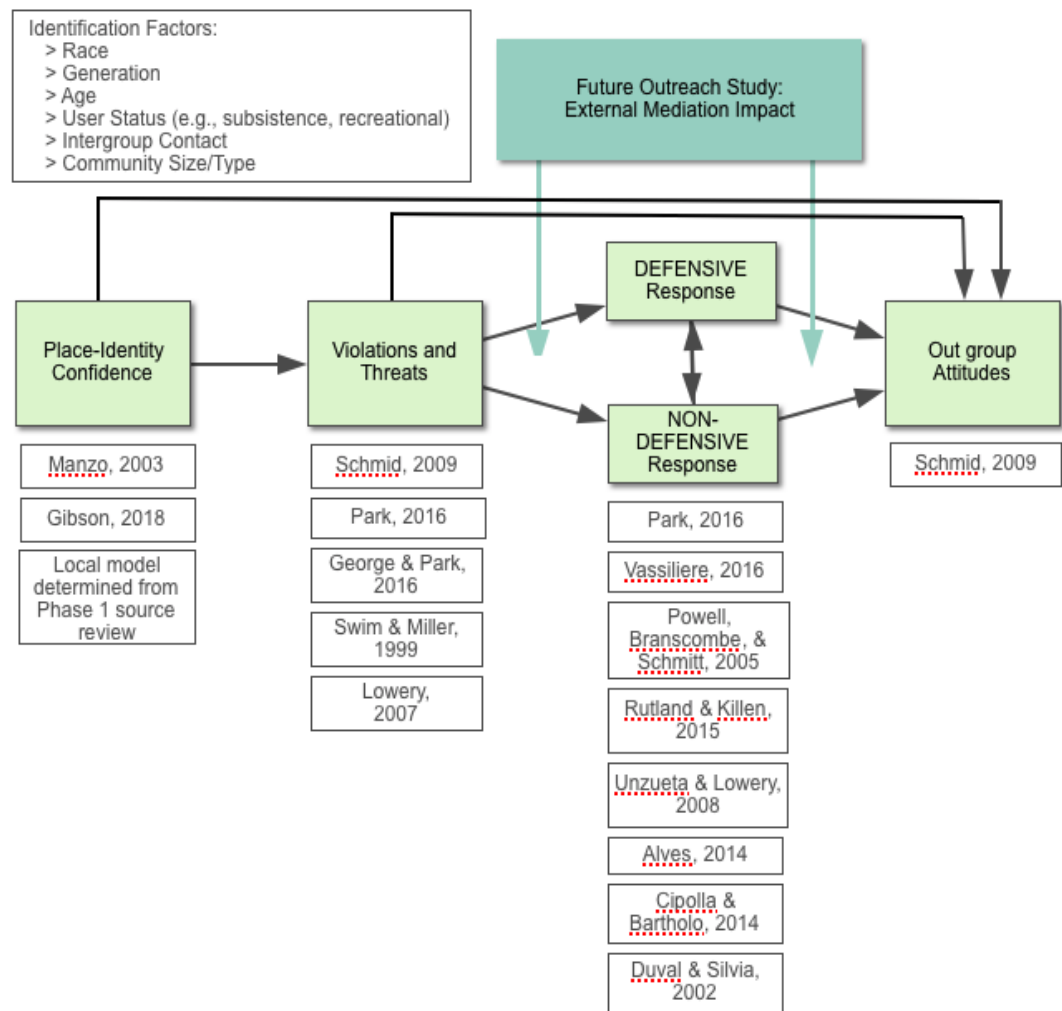 Identification Factors:
> Race
> Generation
> Age
> User Status (e.g., subsistence, recreational)
> Intergroup Contact
> Community Size/Type
Future Outreach Study:
External Mediation Impact
Place-Identity
Confidence
Violations and
Threats
DEFENSIVE
Response
NON-
DEFENSIVE
Response
Out group
Attitudes
Manzo, 2003
Gibson, 2018
Local model
determined from
Phase 1 source
review
Schmid, 2009
Park, 2016
George & Park,
2016
Swim & Miller,
1999
Lowery,
2007
Park, 2016
Vassiliere, 2016
Powell,
Branscombe, &
Schmitt, 2005
Rutland & Killen,
2015
Unzueta & Lowery,
2008
Alves, 2014
Cipolla &
Bartholo, 2014
Duval & Silvia,
2002
Schmid, 2009